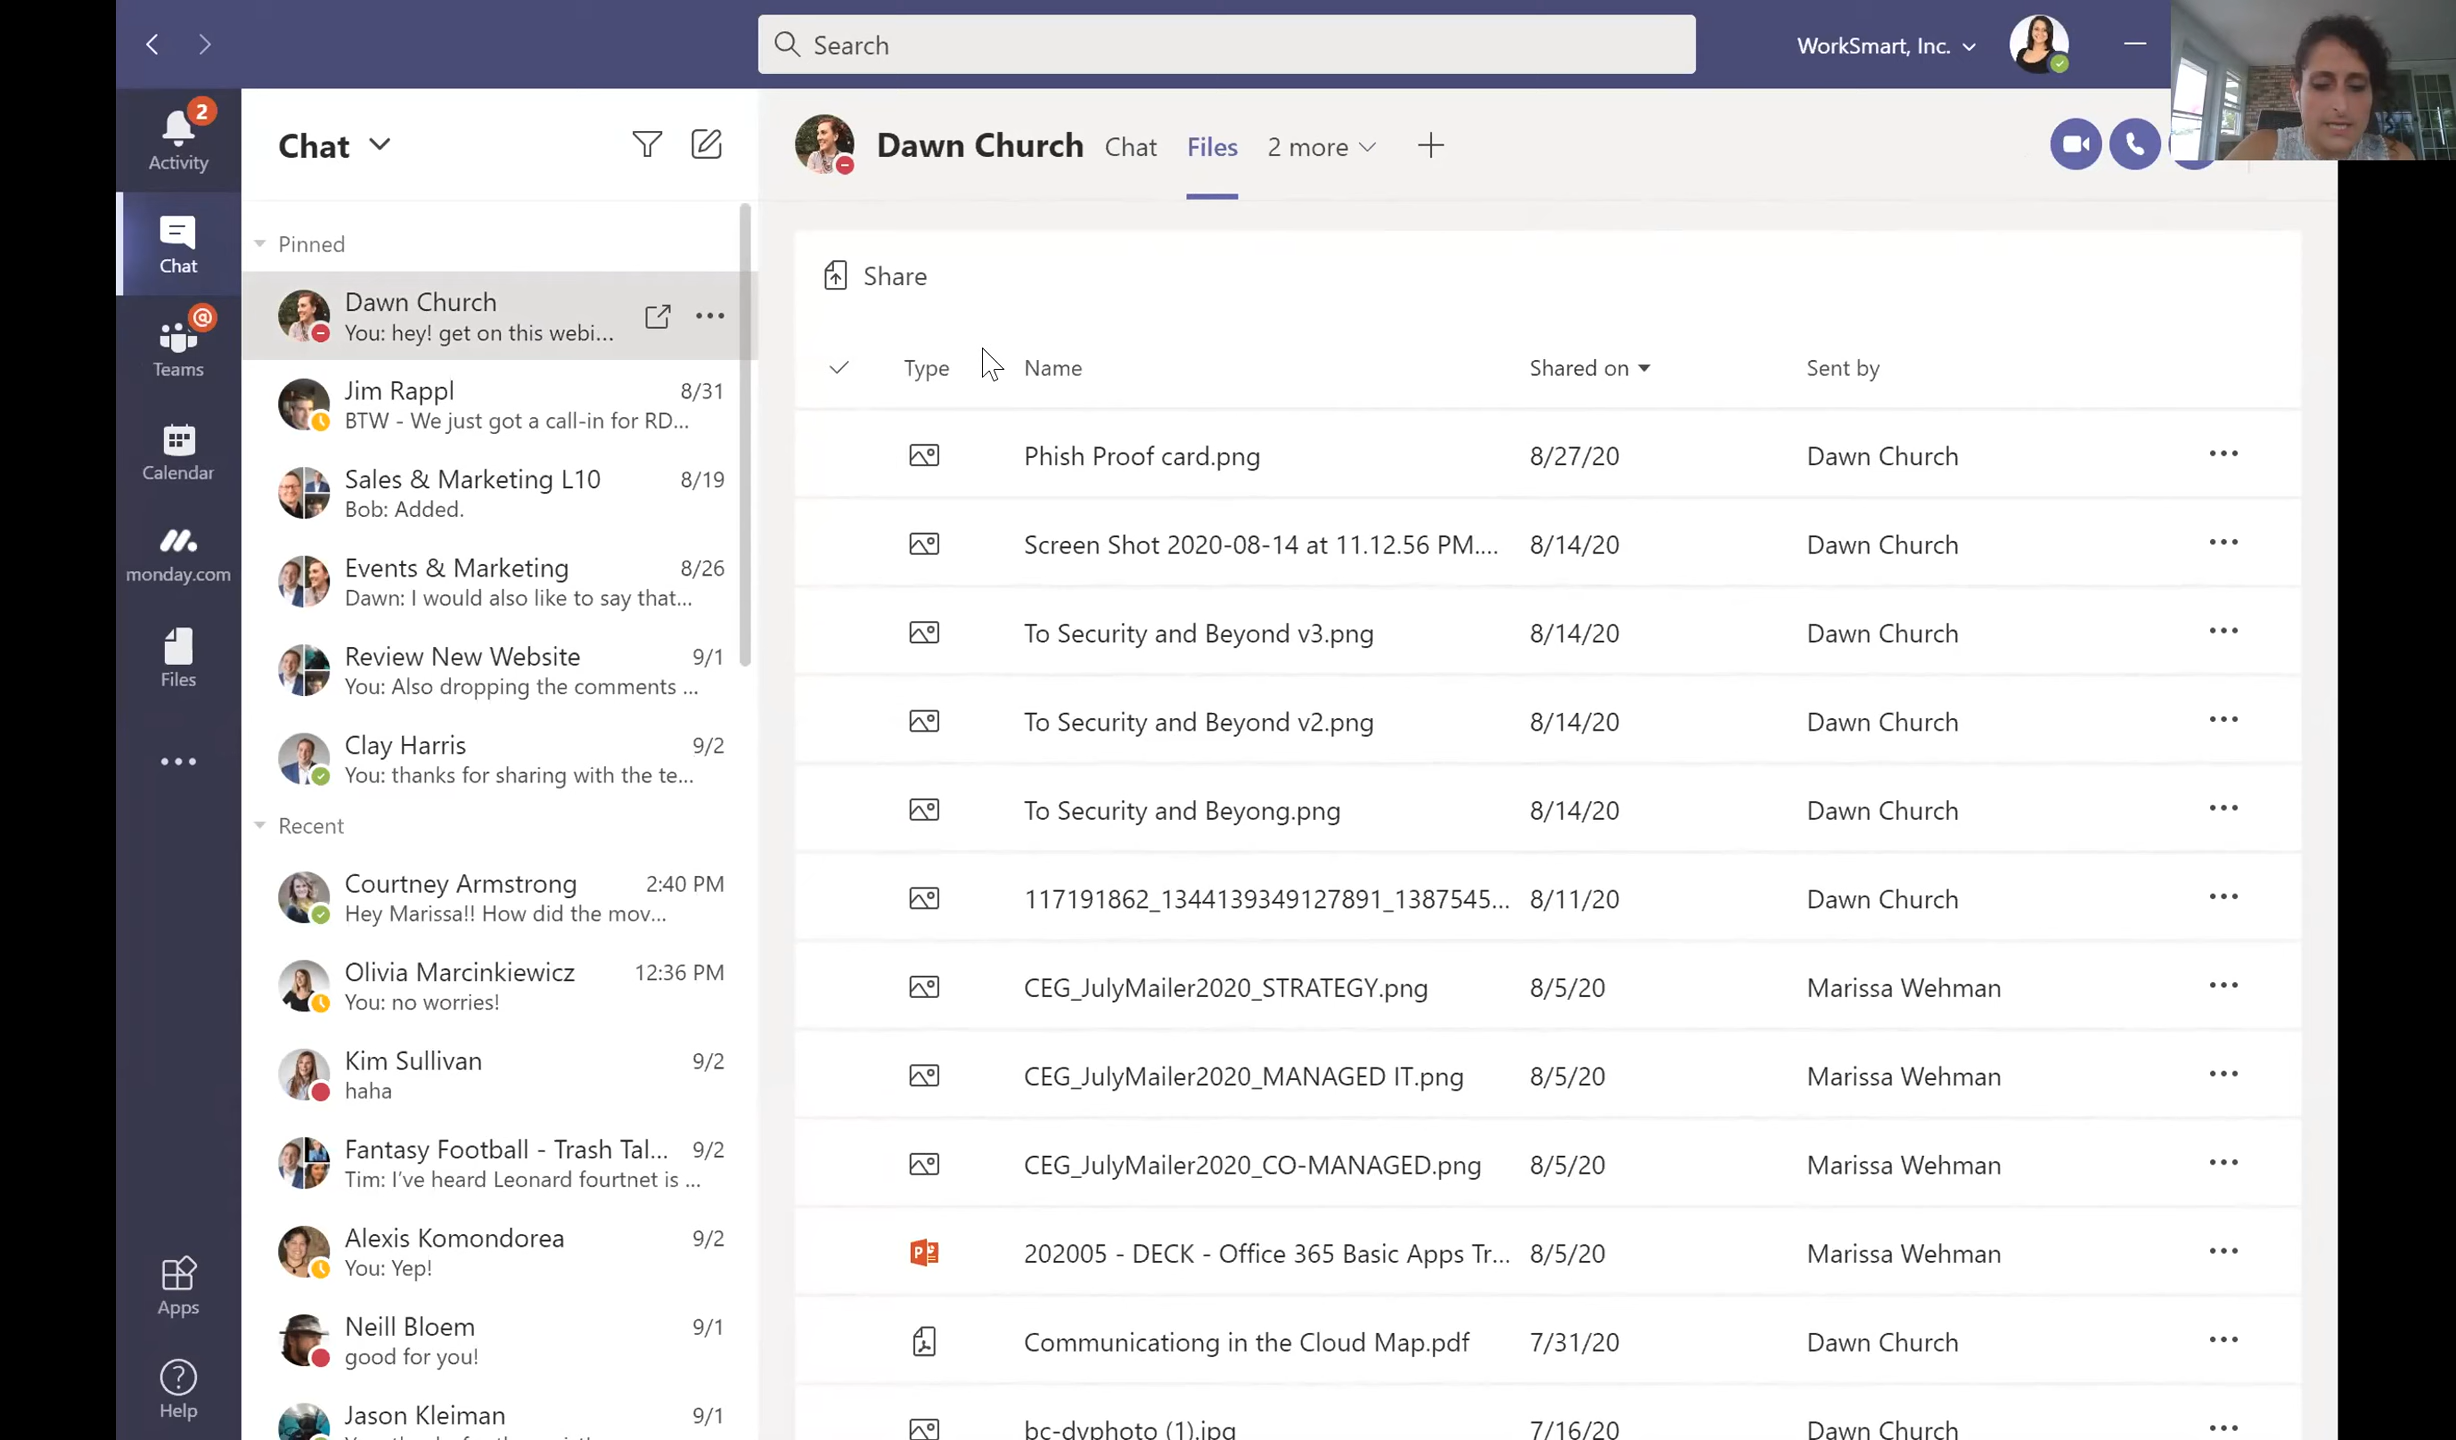 Search
WorkSmart, Inc.
2
Activity
Chat
@
Teams
Calendar
monday.com
Files
Apps
Help
Chat
Pinned
Dawn Church
You: hey! get on this webi...
Jim Rappl 8/31
BTW - We just got a call-in for RD...
Sales & Marketing L10 8/19
Bob: Added.
Events & Marketing 8/26
Dawn: I would also like to say that...
Review New Website 9/1
You: Also dropping the comments ...
Clay Harris 9/2
You: thanks for sharing with the te...
Recent
Courtney Armstrong 2:40 PM
Hey Marissa!! How did the mov...
Olivia Marcinkiewicz 12:36 PM
You: no worries!
Kim Sullivan 9/2
haha
Fantasy Football - Trash Tal... 9/2
Tim: I've heard Leonard fourtnet is ...
Alexis Komondorea 9/2
You: Yep!
Neill Bloem 9/1
good for you!
Jason Kleiman 9/1
Dawn Church Chat Files 2 more
Share
Type Name Shared on Sent by
Phish Proof card.png 8/27/20 Dawn Church
Screen Shot 2020-08-14 at 11.12.56 PM.... 8/14/20 Dawn Church
To Security and Beyond v3.png 8/14/20 Dawn Church
To Security and Beyond v2.png 8/14/20 Dawn Church
To Security and Beyong.png 8/14/20 Dawn Church
117191862_1344139349127891_1387545... 8/11/20 Dawn Church
CEG_JulyMailer2020_STRATEGY.png 8/5/20 Marissa Wehman
CEG_JulyMailer2020_MANAGED IT.png 8/5/20 Marissa Wehman
CEG_JulyMailer2020_CO-MANAGED.png 8/5/20 Marissa Wehman
202005 - DECK - Office 365 Basic Apps Tr... 8/5/20 Marissa Wehman
Communicationg in the Cloud Map.pdf 7/31/20 Dawn Church
bc-dvphoto (1).jpg 7/16/20 Dawn Church